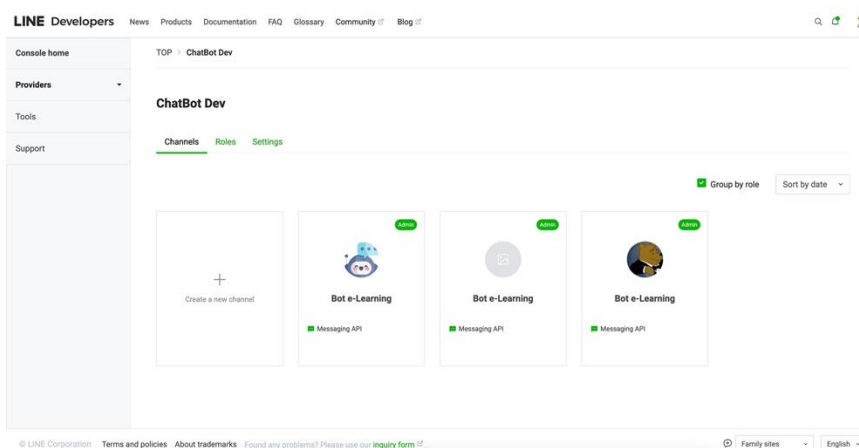 LINE Developers News Products Documentation FAQ Glossary Community Blog
Console home
TOP > ChatBot Dev
Providers
ChatBot Dev
Tools
Channels Roles Settings
Support
Group by role Sort by date
Admin Admin Admin
Create a new channel
Bot e-Learning Bot e-Learning Bot e-Learning
Messaging API Messaging API Messaging API
© LINE Corporation Terms and policies About trademarks Found any problems? Please use our inquiry form Family sites English